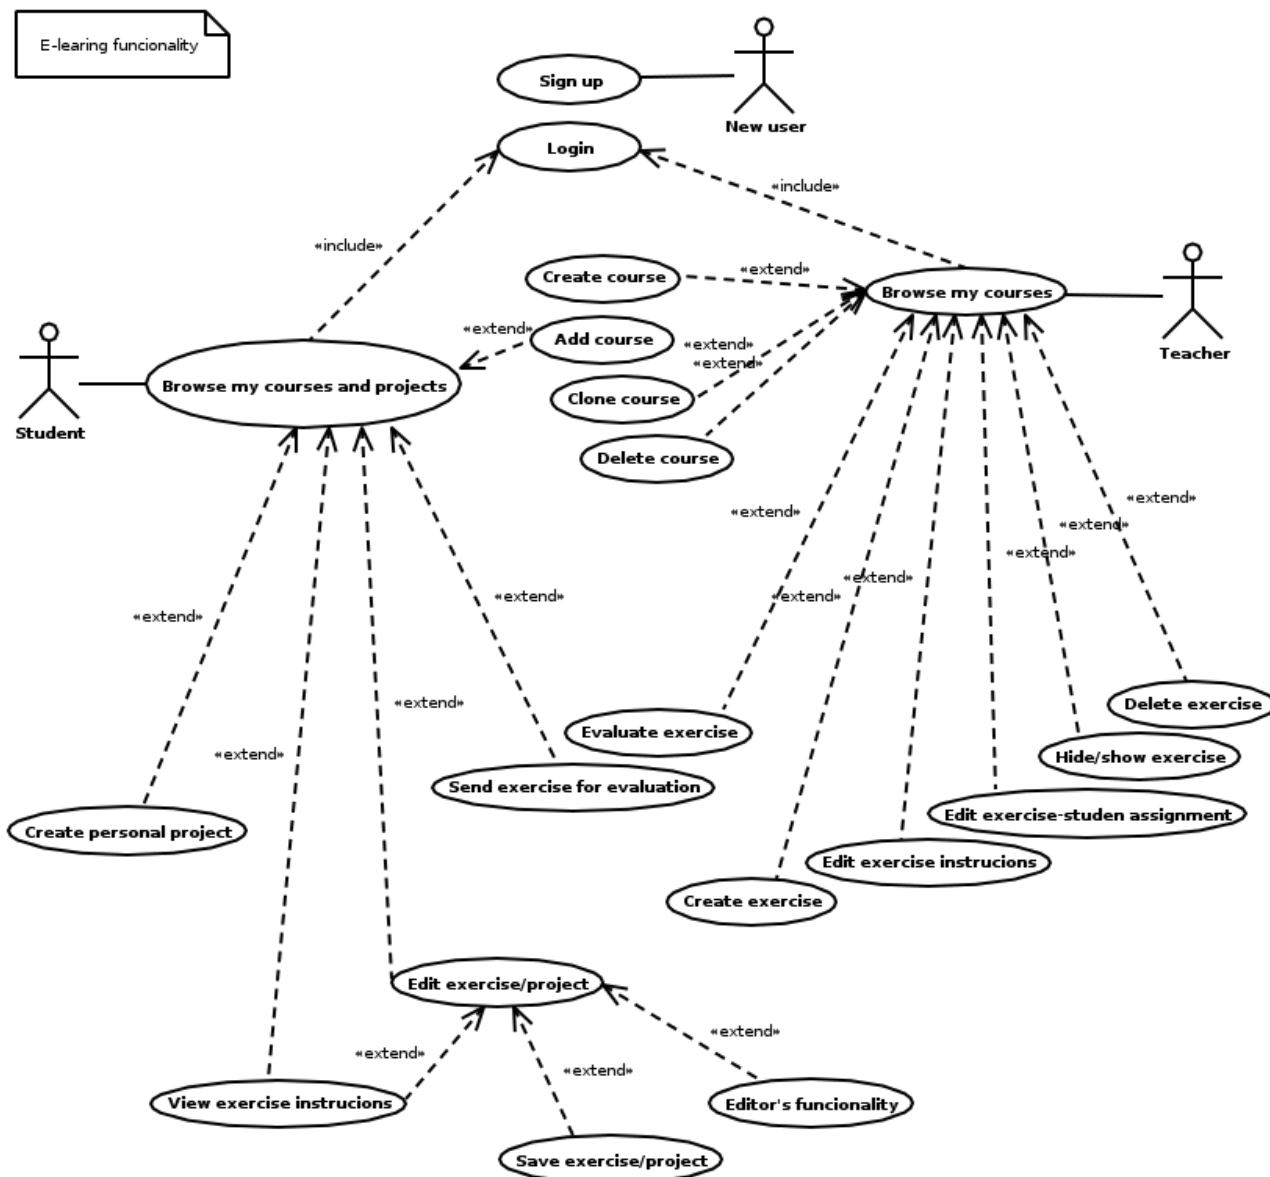 E-learing funcionality
Sign up
New user
Login
«include»
«include»
Create course
«extend»
Browse my courses
Teacher
«extend»
Add course
«extend»
«extend»
Student
Browse my courses and projects
Clone course
Delete course
«extend»
«extend»
«extend»
«extend»
«extend»
«extend»
«extend»
«extend»
«extend»
«extend»
«extend»
Delete exercise
Evaluate exercise
Hide/show exercise
Send exercise for evaluation
Edit exercise-studen assignment
Create personal project
Edit exercise instrucions
Create exercise
Edit exercise/project
«extend»
«extend»
«extend»
View exercise instrucions
Editor's funcionality
Save exercise/project